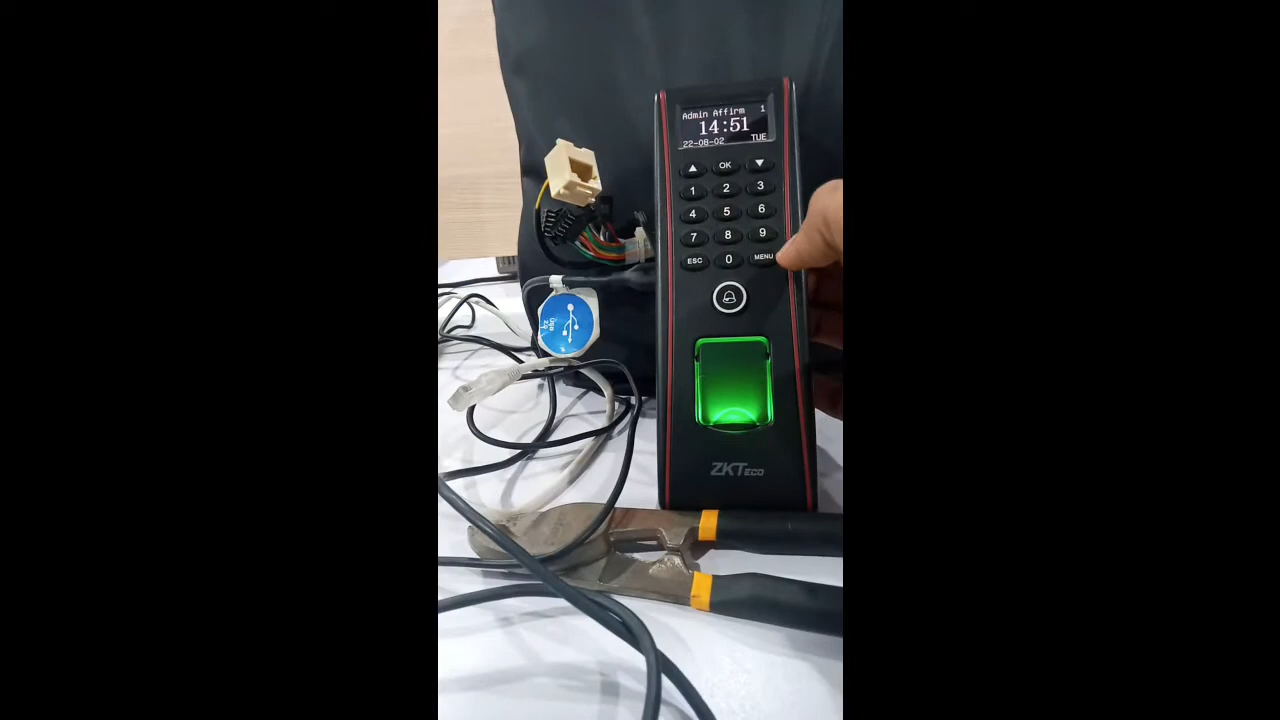 Admin Affirm 1
14:51
22-08-02 TUE
▲ OK ▼
1 2 3
4 5 6
7 8 9
ESC 0 MENU
USB
ZKTeco